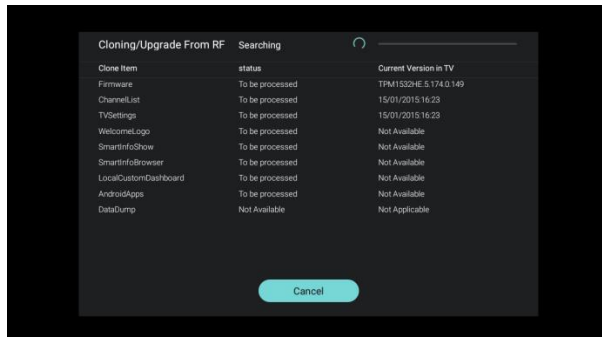 Cloning/Upgrade From RF Searching
Clone Item status Current Version in TV
Firmware To be processed TPM1532HE.5.174.0.149
ChannelList To be processed 15/01/2015:16:23
TVSettings To be processed 15/01/2015:16:23
WelcomeLogo To be processed Not Available
SmartInfoShow To be processed Not Available
SmartInfoBrowser To be processed Not Available
LocalCustomDashboard To be processed Not Available
AndroidApps To be processed Not Available
DataDump Not Available Not Applicable
Cancel